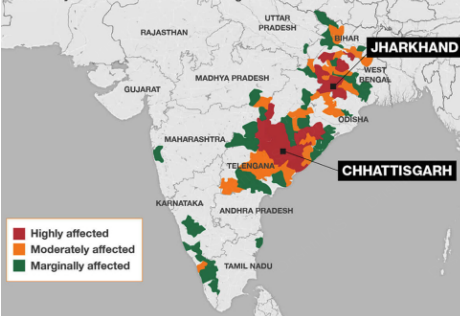 UTTAR
PRADESH
RAJASTHAN
BIHAR
JHARKHAND
WEST
BENGAL
MADHYA PRADESH
GUJARAT
ODISHA
MAHARASHTRA
TELENGANA
CHHATTISGARH
KARNATAKA
ANDHRA PRADESH
Highly affected
Moderately affected
Marginally affected
TAMIL NADU